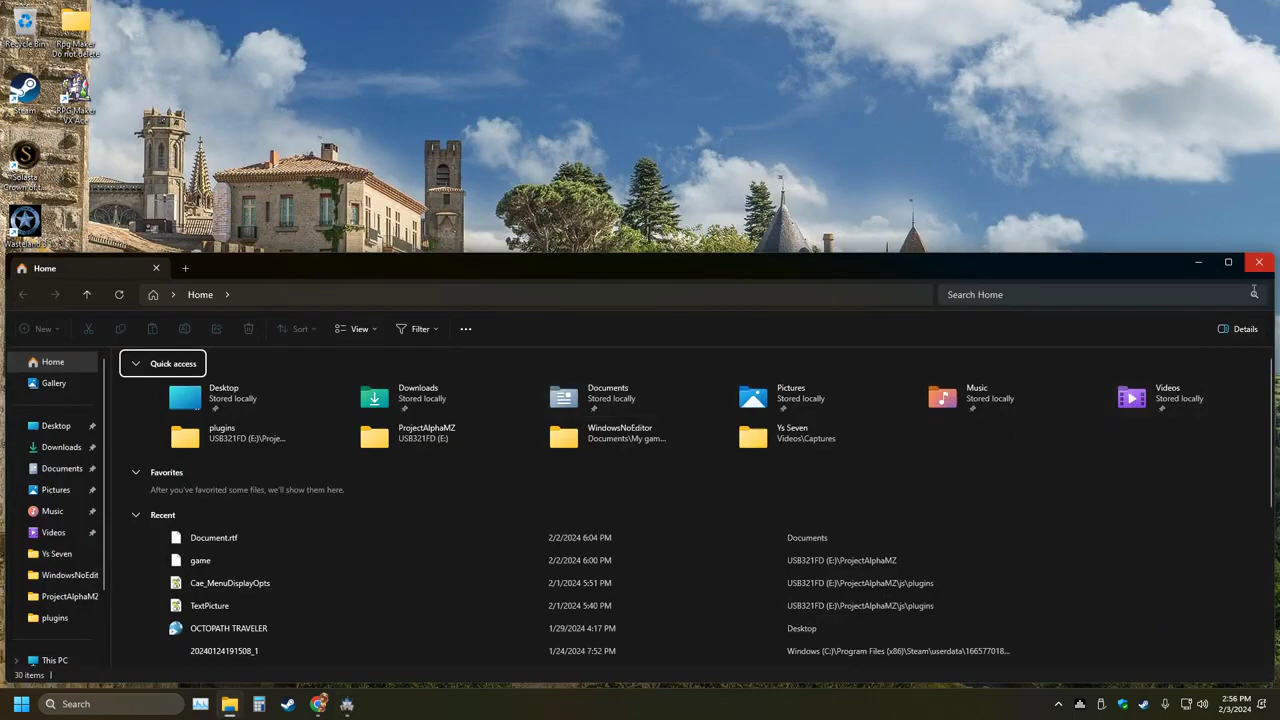 Recycle Bin
Rpg Maker
Do not delete
Steam
RPG Maker
VX Ace
Solasta
Crown of t...
Wasteland 3
Home
Home
Search Home
New
Sort
View
Filter
Details
Home
Gallery
Desktop
Downloads
Documents
Pictures
Music
Videos
Ys Seven
WindowsNoEdit
ProjectAlphaMZ
plugins
This PC
Quick access
Desktop
Stored locally
Downloads
Stored locally
Documents
Stored locally
Pictures
Stored locally
Music
Stored locally
Videos
Stored locally
plugins
USB321FD (E:)\Proje...
ProjectAlphaMZ
USB321FD (E:)
WindowsNoEditor
Documents\My gam...
Ys Seven
Videos\Captures
Favorites
After you've favorited some files, we'll show them here.
Recent
Document.rtf 2/2/2024 6:04 PM Documents
game 2/2/2024 6:00 PM USB321FD (E:)\ProjectAlphaMZ
Cae_MenuDisplayOpts 2/1/2024 5:51 PM USB321FD (E:)\ProjectAlphaMZ\js\plugins
TextPicture 2/1/2024 5:40 PM USB321FD (E:)\ProjectAlphaMZ\js\plugins
OCTOPATH TRAVELER 1/29/2024 4:17 PM Desktop
20240124191508_1 1/24/2024 7:52 PM Windows (C:)\Program Files (x86)\Steam\userdata\166577018...
30 items
Search
2:56 PM
2/3/2024